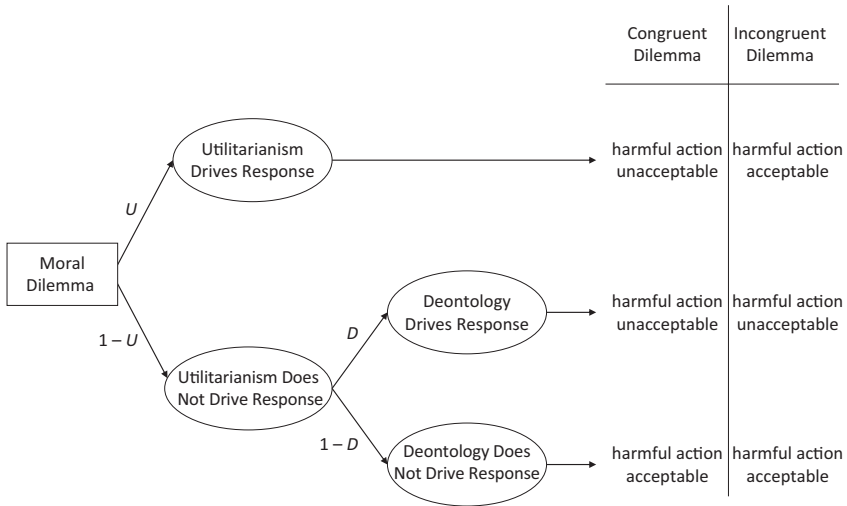 Congruent
Dilemma
Incongruent
Dilemma
Utilitarianism
Drives Response
harmful action
unacceptable
harmful action
acceptable
U
Moral
Dilemma
Deontology
Drives Response
harmful action
unacceptable
harmful action
unacceptable
1 – U
D
Utilitarianism Does
Not Drive Response
1 – D
Deontology Does
Not Drive Response
harmful action
acceptable
harmful action
acceptable